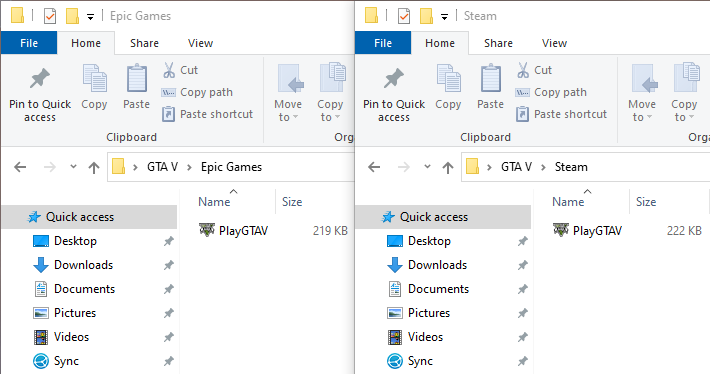 Epic Games
File Home Share View
Pin to Quick access
Copy
Paste
Cut
Copy path
Paste shortcut
Move to
Copy to
Clipboard
Orga
GTA V Epic Games
Name Size
Quick access
PlayGTAV 219 KB
Desktop
Downloads
Documents
Pictures
Videos
Sync
Steam
File Home Share View
Pin to Quick access
Copy
Paste
Cut
Copy path
Paste shortcut
Move to
Copy to
Clipboard
Orga
GTA V Steam
Name Size
Quick access
PlayGTAV 222 KB
Desktop
Downloads
Documents
Pictures
Videos
Sync